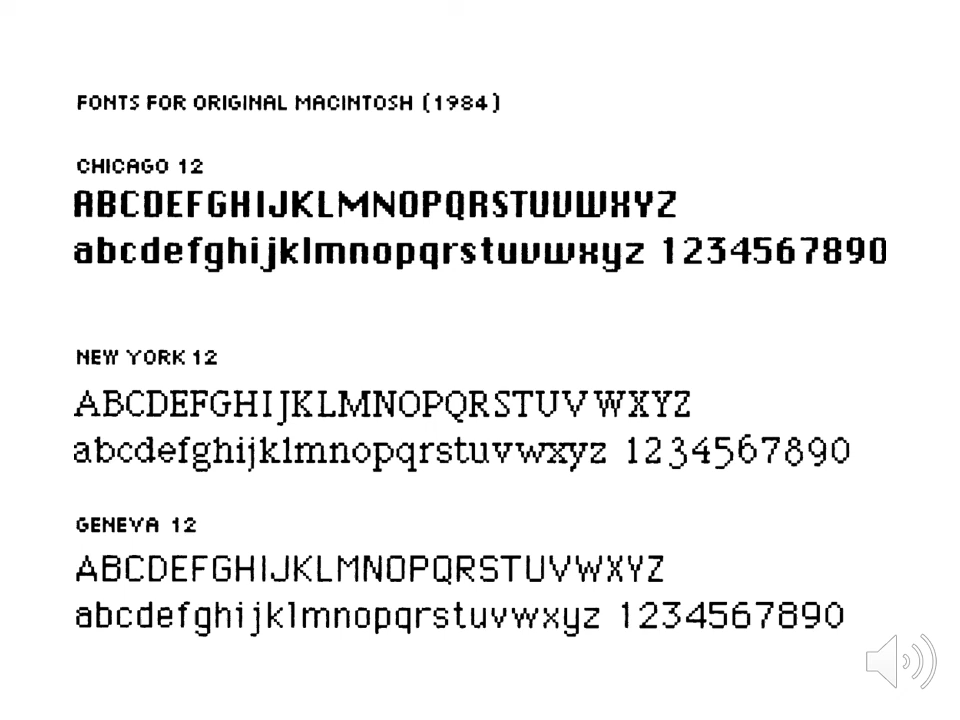 FONTS FOR ORIGINAL MACINTOSH (1984)
CHICAGO 12
ABCDEFGHIJKLMNOPQRSTUVWXYZ
abcdefghijklmnopqrstuvwxyz 1234567890
NEW YORK 12
ABCDEFGHIJKLMNOPQRSTUVWXYZ
abcdefghijklmnopqrstuvwxyz 1234567890
GENEVA 12
ABCDEFGHIJKLMNOPQRSTUVWXYZ
abcdefghijklmnopqrstuvwxyz 1234567890